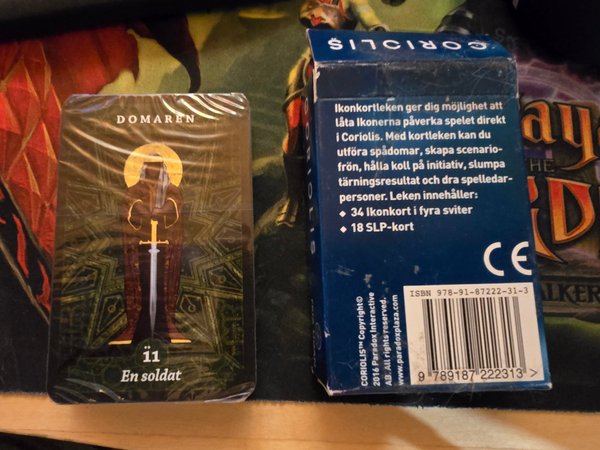 DOMAREN
Ï1
En soldat
CORIOLIS
Ikonkortleken ger dig möjlighet att
låta Ikonerna påverka spelet direkt
i Coriolis. Med kortleken kan du
utföra spådomar, skapa scenario-
frön, hålla koll på initiativ, slumpa
tärningsresultat och dra spelledar-
personer. Leken innehåller:
34 Ikonkort i fyra sviter
18 SLP-kort
CE
ISBN 978-91-87222-31-3
9 789187 222313
CORIOLIS™ Copyright©
2016 Paradox Interactive
AB. All rights reserved.
www.paradoxplaza.com
CORIOLIS
THE
WALKER